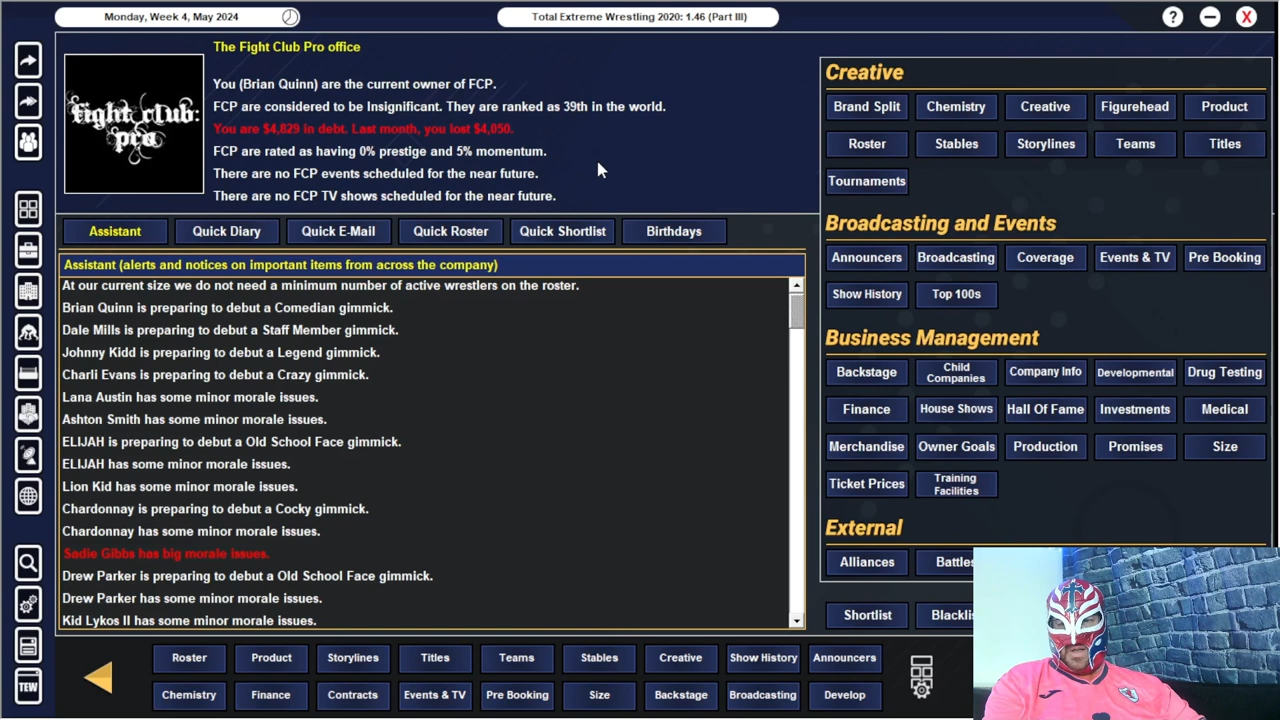 Monday, Week 4, May 2024
Total Extreme Wrestling 2020: 1.46 (Part III)
?
X
The Fight Club Pro office
fight club:
pro
You (Brian Quinn) are the current owner of FCP.
FCP are considered to be Insignificant. They are ranked as 39th in the world.
You are $4,829 in debt. Last month, you lost $4,050.
FCP are rated as having 0% prestige and 5% momentum.
There are no FCP events scheduled for the near future.
There are no FCP TV shows scheduled for the near future.
Assistant Quick Diary Quick E-Mail Quick Roster Quick Shortlist Birthdays
Assistant (alerts and notices on important items from across the company)
At our current size we do not need a minimum number of active wrestlers on the roster.
Brian Quinn is preparing to debut a Comedian gimmick.
Dale Mills is preparing to debut a Staff Member gimmick.
Johnny Kidd is preparing to debut a Legend gimmick.
Charli Evans is preparing to debut a Crazy gimmick.
Lana Austin has some minor morale issues.
Ashton Smith has some minor morale issues.
ELIJAH is preparing to debut a Old School Face gimmick.
ELIJAH has some minor morale issues.
Lion Kid has some minor morale issues.
Chardonnay is preparing to debut a Cocky gimmick.
Chardonnay has some minor morale issues.
Sadie Gibbs has big morale issues.
Drew Parker is preparing to debut a Old School Face gimmick.
Drew Parker has some minor morale issues.
Kid Lykos II has some minor morale issues.
Creative
Brand Split Chemistry Creative Figurehead Product
Roster Stables Storylines Teams Titles
Tournaments
Broadcasting and Events
Announcers Broadcasting Coverage Events & TV Pre Booking
Show History Top 100s
Business Management
Backstage Child Companies Company Info Developmental Drug Testing
Finance House Shows Hall Of Fame Investments Medical
Merchandise Owner Goals Production Promises Size
Ticket Prices Training Facilities
External
Alliances Battles
Shortlist Blackli
Roster Product Storylines Titles Teams Stables Creative Show History Announcers
Chemistry Finance Contracts Events & TV Pre Booking Size Backstage Broadcasting Develop
TEW